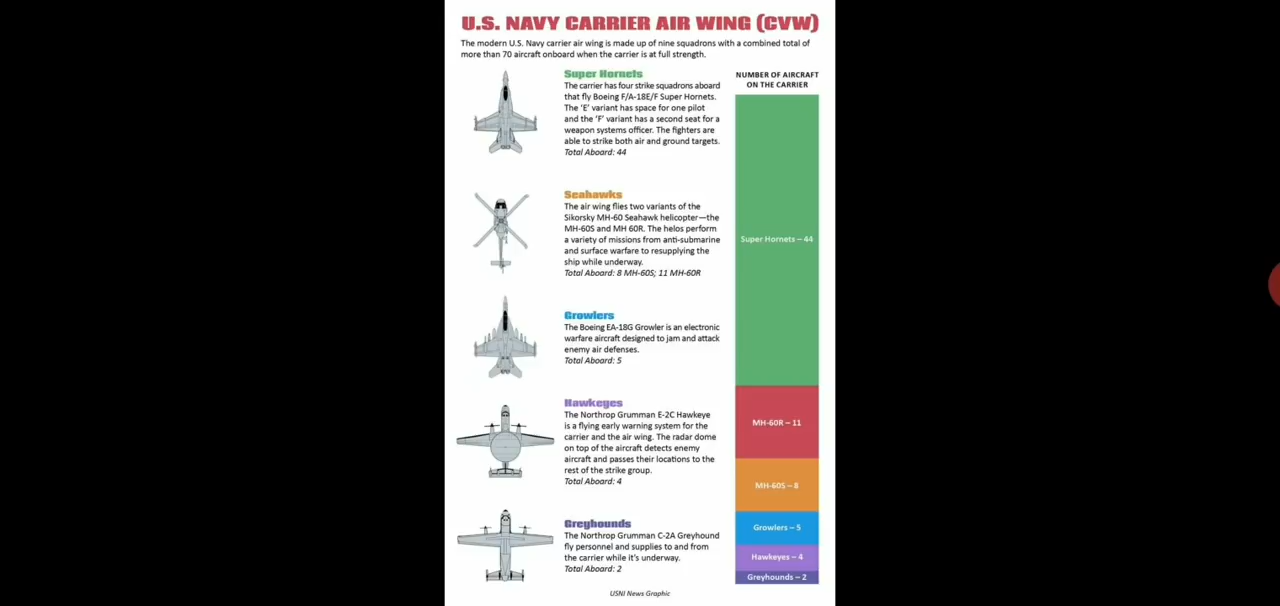 U.S. NAVY CARRIER AIR WING (CVW)
The modern U.S. Navy carrier air wing is made up of nine squadrons with a combined total of
more than 70 aircraft onboard when the carrier is at full strength.
Super Hornets
The carrier has four strike squadrons aboard
that fly Boeing F/A-18E/F Super Hornets.
The ‘E’ variant has space for one pilot
and the ‘F’ variant has a second seat for a
weapon systems officer. The fighters are
able to strike both air and ground targets.
Total Aboard: 44
Seahawks
The air wing flies two variants of the
Sikorsky MH-60 Seahawk helicopter—the
MH-60S and MH 60R. The helos perform
a variety of missions from anti-submarine
and surface warfare to resupplying the
ship while underway.
Total Aboard: 8 MH-60S; 11 MH-60R
Growlers
The Boeing EA-18G Growler is an electronic
warfare aircraft designed to jam and attack
enemy air defenses.
Total Aboard: 5
Hawkeyes
The Northrop Grumman E-2C Hawkeye
is a flying early warning system for the
carrier and the air wing. The radar dome
on top of the aircraft detects enemy
aircraft and passes their locations to the
rest of the strike group.
Total Aboard: 4
Greyhounds
The Northrop Grumman C-2A Greyhound
fly personnel and supplies to and from
the carrier while it's underway.
Total Aboard: 2
NUMBER OF AIRCRAFT
ON THE CARRIER
Super Hornets – 44
MH-60R – 11
MH-60S – 8
Growlers – 5
Hawkeyes – 4
Greyhounds – 2
USNI News Graphic